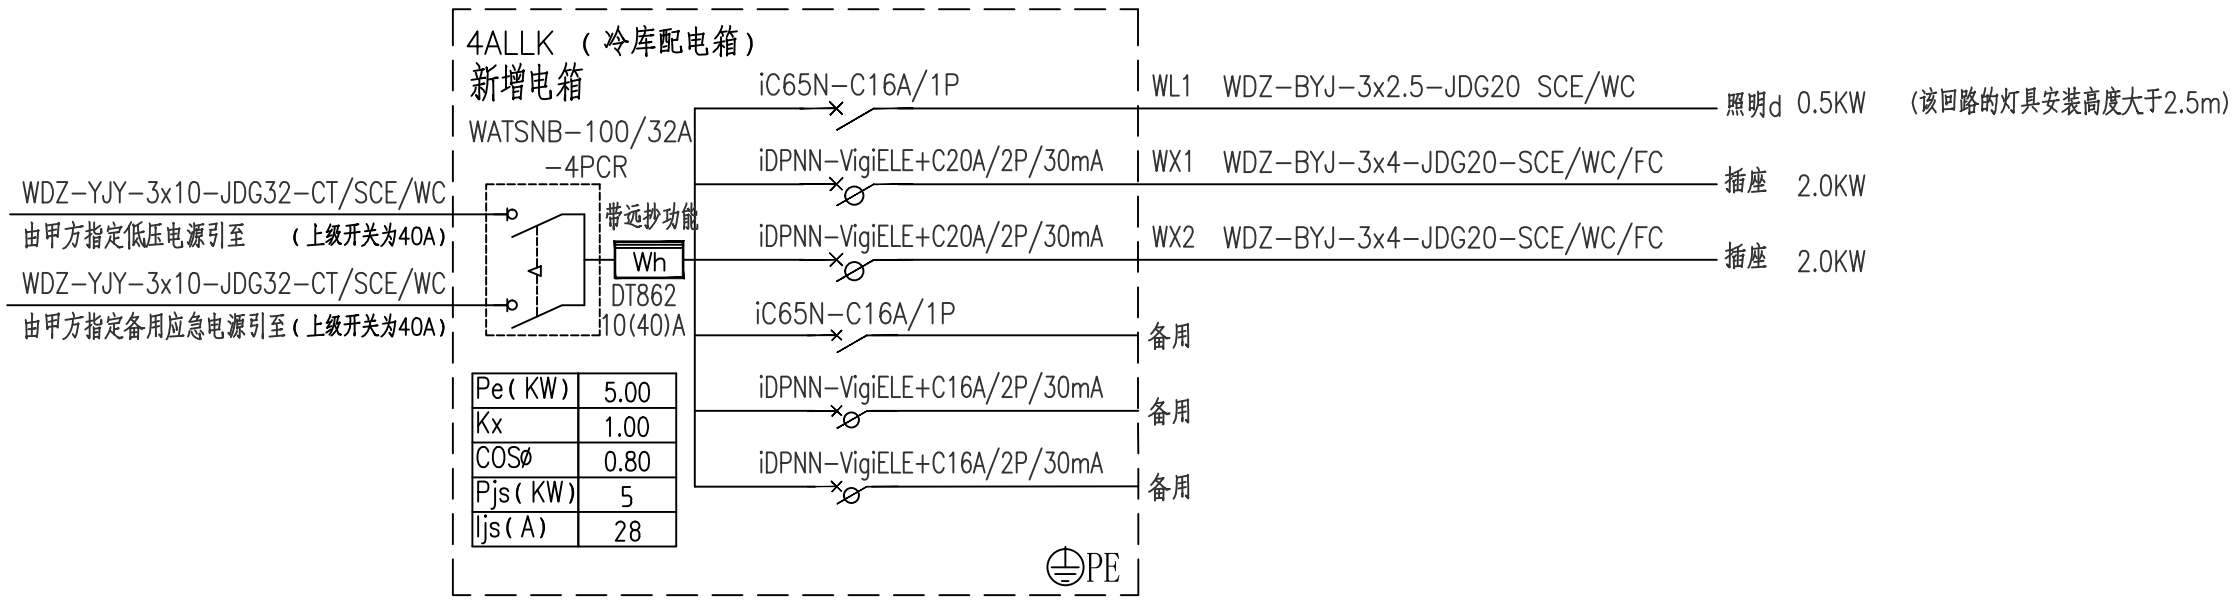 4ALLK （冷库配电箱）
新增电箱
WATSNB-100/32A
-4PCR
WDZ-YJY-3x10-JDG32-CT/SCE/WC
由甲方指定低压电源引至 （上级开关为40A）
WDZ-YJY-3x10-JDG32-CT/SCE/WC
由甲方指定备用应急电源引至（上级开关为40A）
带远抄功能
Wh
DT862
10(40)A
iC65N-C16A/1P WL1 WDZ-BYJ-3x2.5-JDG20 SCE/WC 照明d 0.5KW （该回路的灯具安装高度大于2.5m）
iDPNN-VigiELE+C20A/2P/30mA WX1 WDZ-BYJ-3x4-JDG20-SCE/WC/FC 插座 2.0KW
iDPNN-VigiELE+C20A/2P/30mA WX2 WDZ-BYJ-3x4-JDG20-SCE/WC/FC 插座 2.0KW
iC65N-C16A/1P 备用
iDPNN-VigiELE+C16A/2P/30mA 备用
iDPNN-VigiELE+C16A/2P/30mA 备用
Pe(KW) 5.00
Kx 1.00
COSø 0.80
Pjs(KW) 5
Ijs(A) 28
PE